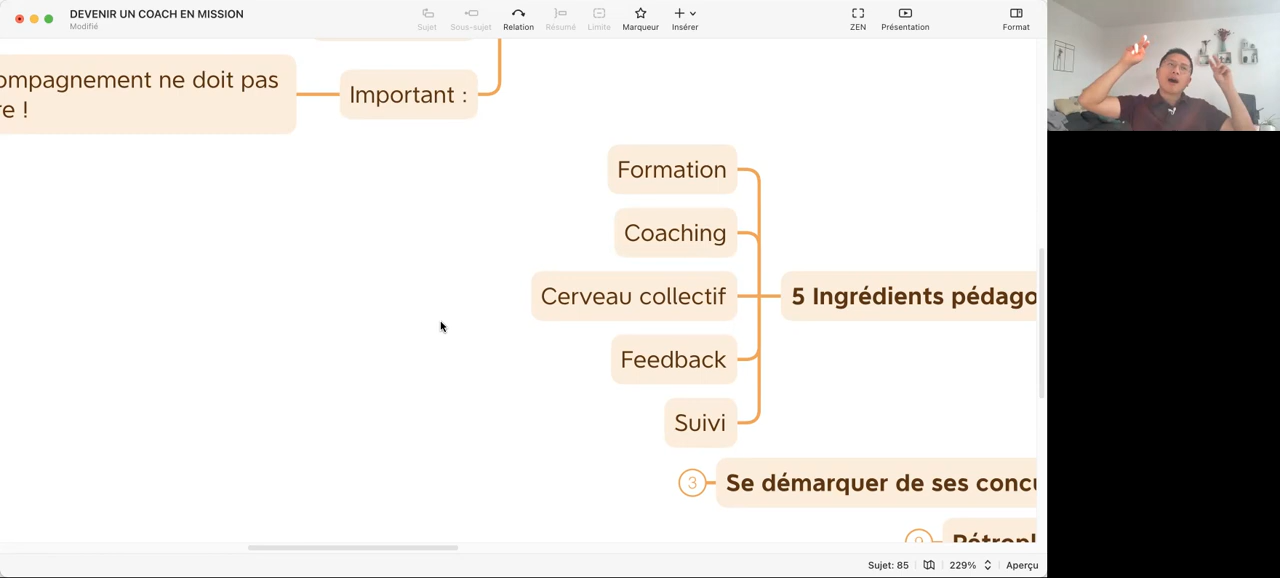 DEVENIR UN COACH EN MISSION
Modifié
Sujet
Sous-sujet
Relation
Résumé
Limite
Marqueur
Insérer
ZEN
Présentation
Format
ompagnement ne doit pas
re !
Important :
Formation
Coaching
Cerveau collectif
5 Ingrédients pédago
Feedback
Suivi
3 Se démarquer de ses conc
Sujet: 85
229%
Aperçu